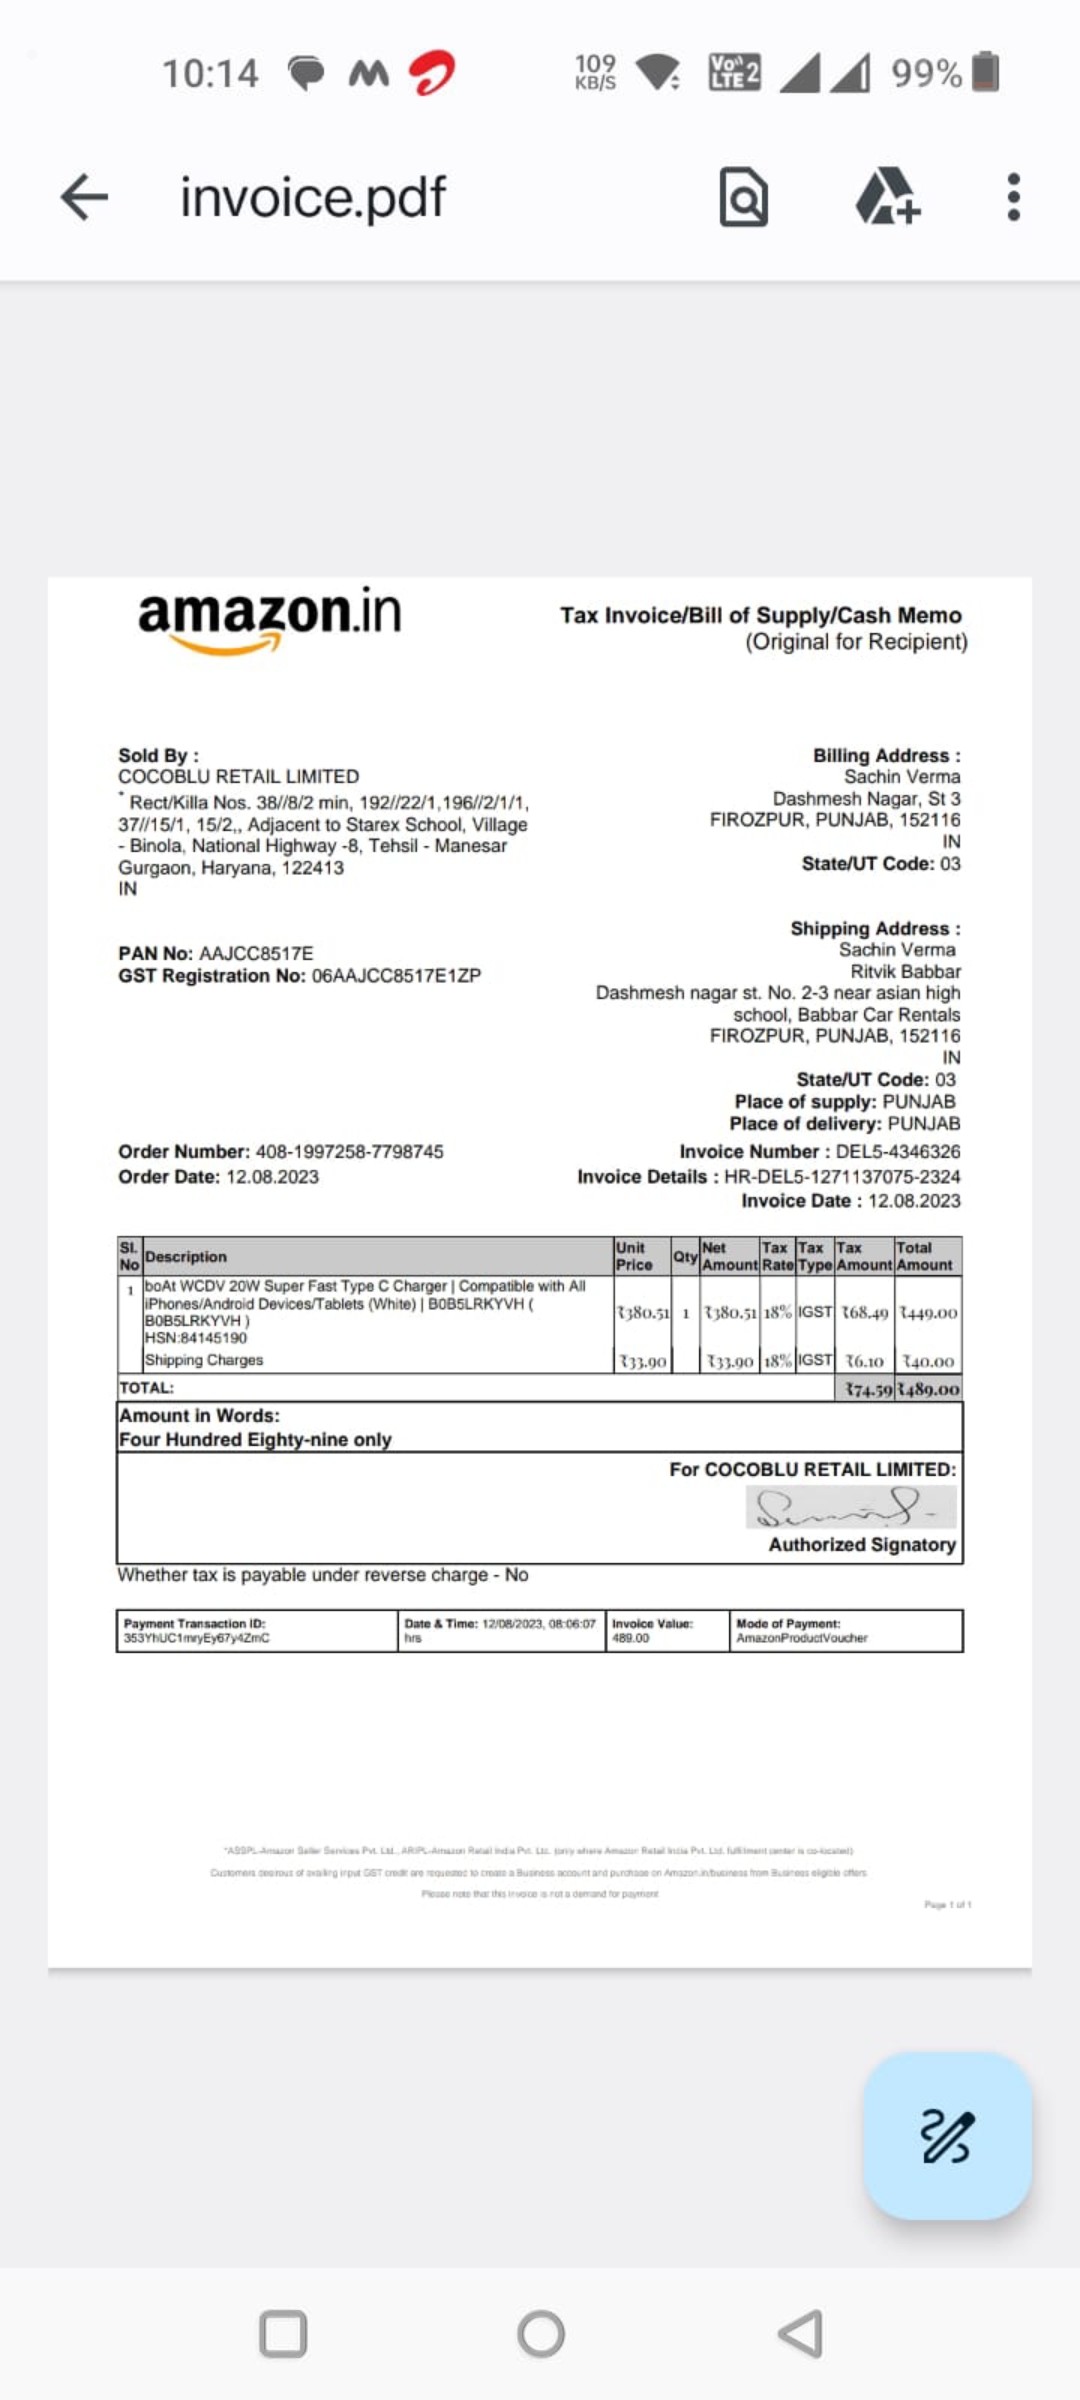 10:14
109 KB/S
Vo)) LTE 2
99%
invoice.pdf
amazon.in
Tax Invoice/Bill of Supply/Cash Memo
(Original for Recipient)
Sold By :
COCOBLU RETAIL LIMITED
* Rect/Killa Nos. 38//8/2 min, 192//22/1,196//2/1/1,
37//15/1, 15/2,, Adjacent to Starex School, Village
- Binola, National Highway -8, Tehsil - Manesar
Gurgaon, Haryana, 122413
IN
Billing Address :
Sachin Verma
Dashmesh Nagar, St 3
FIROZPUR, PUNJAB, 152116
IN
State/UT Code: 03
PAN No: AAJCC8517E
GST Registration No: 06AAJCC8517E1ZP
Shipping Address :
Sachin Verma
Ritvik Babbar
Dashmesh nagar st. No. 2-3 near asian high
school, Babbar Car Rentals
FIROZPUR, PUNJAB, 152116
IN
State/UT Code: 03
Place of supply: PUNJAB
Place of delivery: PUNJAB
Order Number: 408-1997258-7798745
Order Date: 12.08.2023
Invoice Number : DEL5-4346326
Invoice Details : HR-DEL5-1271137075-2324
Invoice Date : 12.08.2023
Sl. No Description Unit Price Qty Net Amount Tax Rate Tax Type Tax Amount Total Amount
1 boAt WCDV 20W Super Fast Type C Charger | Compatible with All
iPhones/Android Devices/Tablets (White) | B0B5LRKYVH (
B0B5LRKYVH )
HSN:84145190
₹380.51 1 ₹380.51 18% IGST ₹68.49 ₹449.00
Shipping Charges ₹33.90 ₹33.90 18% IGST ₹6.10 ₹40.00
TOTAL: ₹74.59 ₹489.00
Amount in Words:
Four Hundred Eighty-nine only
For COCOBLU RETAIL LIMITED:
Authorized Signatory
Whether tax is payable under reverse charge - No
Payment Transaction ID:
353YhUC1mryEy67y4ZmC
Date & Time: 12/08/2023, 08:06:07
hrs
Invoice Value:
489.00
Mode of Payment:
AmazonProductVoucher
*ASSPL-Amazon Seller Services Pvt. Ltd., ARIPL-Amazon Retail India Pvt. Ltd. (only where Amazon Retail India Pvt. Ltd. fulfillment center is co-located)
Customers desirous of availing input GST credit are requested to create a Business account and purchase on Amazon.in/business from Business eligible offers
Please note that this invoice is not a demand for payment
Page 1 of 1